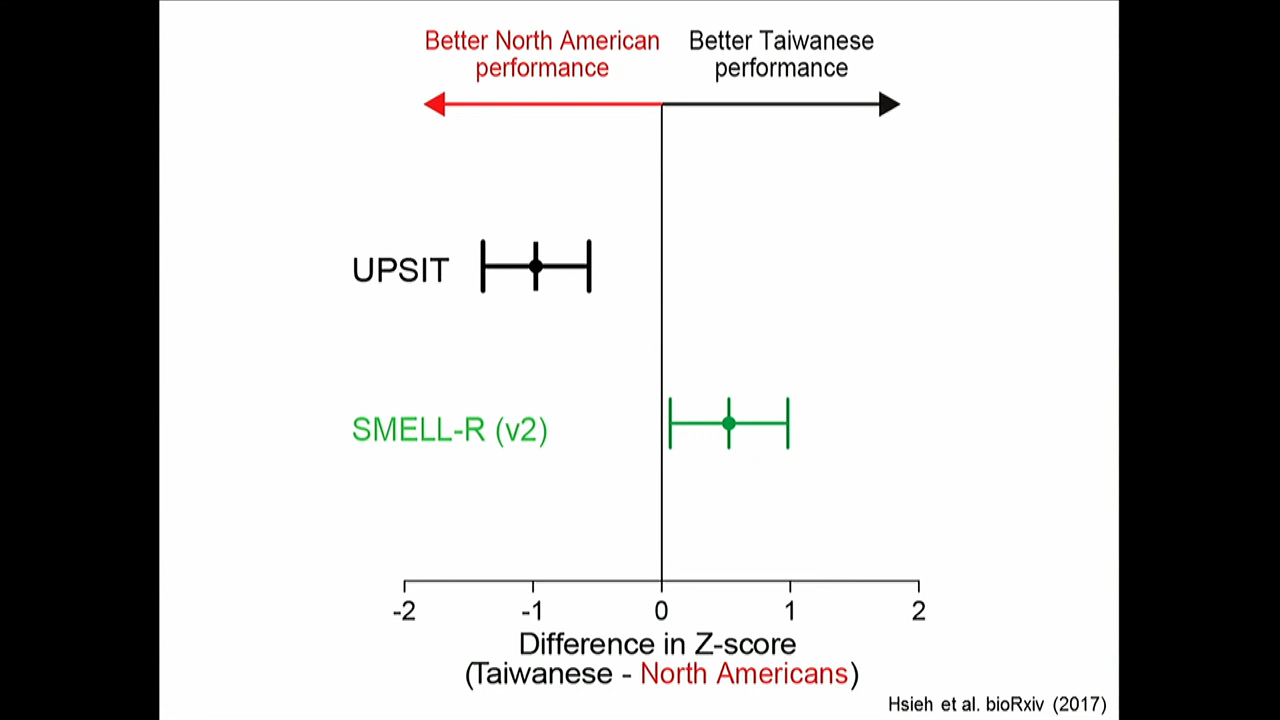 Better North American
performance
Better Taiwanese
performance
UPSIT
SMELL-R (v2)
-2 -1 0 1 2
Difference in Z-score
(Taiwanese - North Americans)
Hsieh et al. bioRxiv (2017)